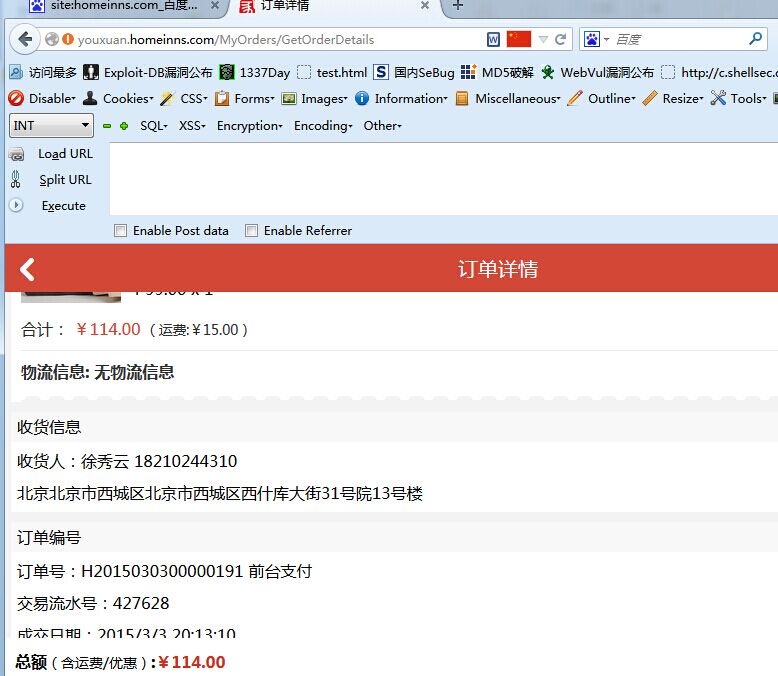 site:homeinns.com_百度... × 订单详情 × +
youxuan.homeinns.com/MyOrders/GetOrderDetails 百度
访问最多 Exploit-DB漏洞公布 1337Day test.html 国内SeBug MD5破解 WebVul漏洞公布 http://c.shellsec.
Disable Cookies CSS Forms Images Information Miscellaneous Outline Resize Tools
INT SQL XSS Encryption Encoding Other
Load URL
Split URL
Execute
Enable Post data Enable Referrer
订单详情
合计： ￥114.00 ( 运费:￥15.00 )
物流信息: 无物流信息
收货信息
收货人：徐秀云 18210244310
北京北京市西城区北京市西城区西什库大街31号院13号楼
订单编号
订单号：H2015030300000191 前台支付
交易流水号：427628
成交日期：2015/3/3 20:13:10
总额 ( 含运费/优惠 ) :￥114.00